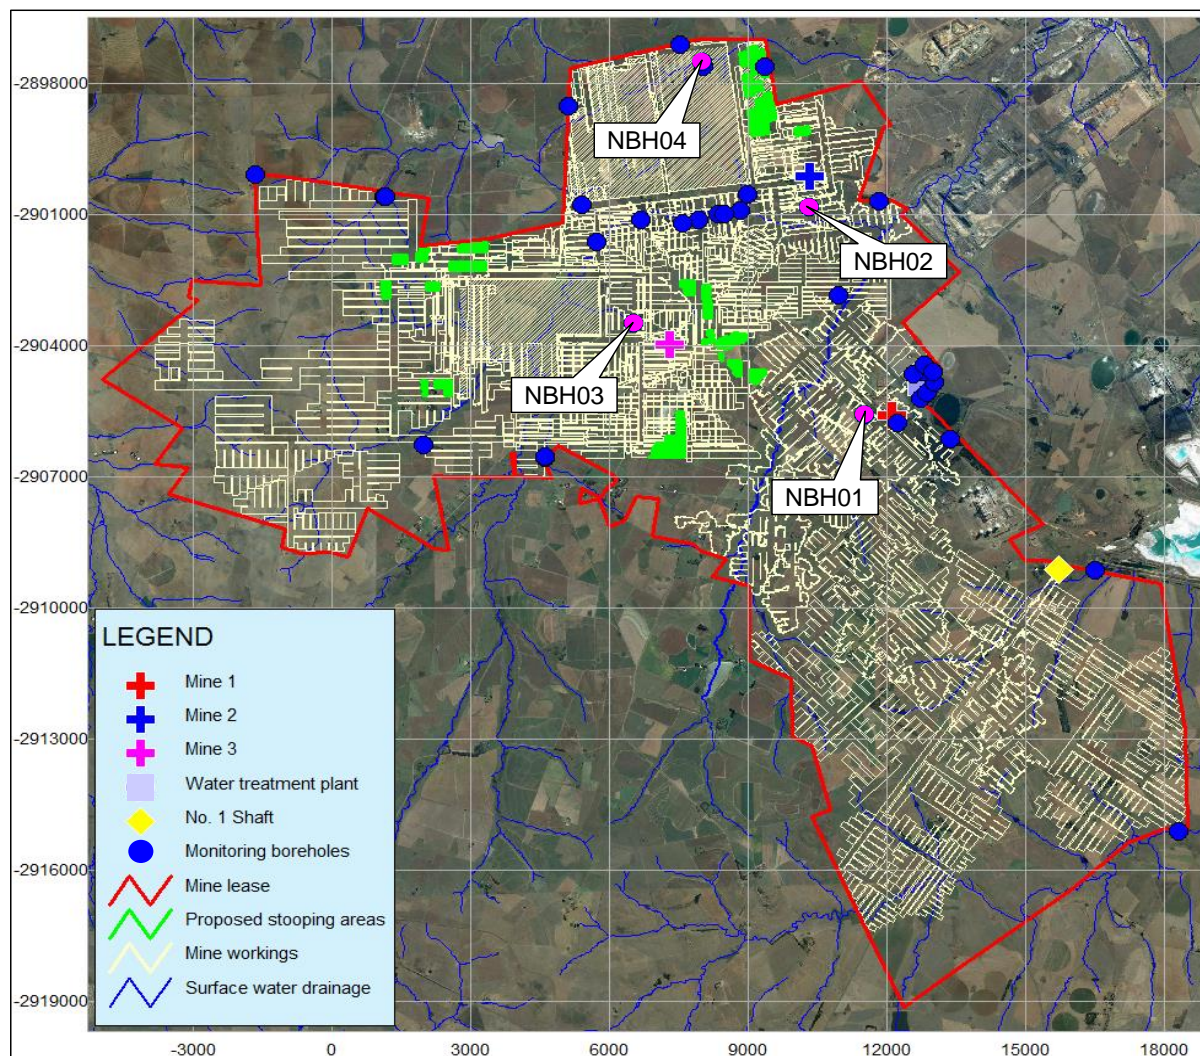 -2898000
NBH04
-2901000
NBH02
-2904000
NBH03
-2907000
NBH01
-2910000
LEGEND
Mine 1
Mine 2
-2913000
Mine 3
Water treatment plant
No. 1 Shaft
Monitoring boreholes
-2916000
Mine lease
Proposed stooping areas
Mine workings
Surface water drainage
-2919000
-3000 0 3000 6000 9000 12000 15000 18000